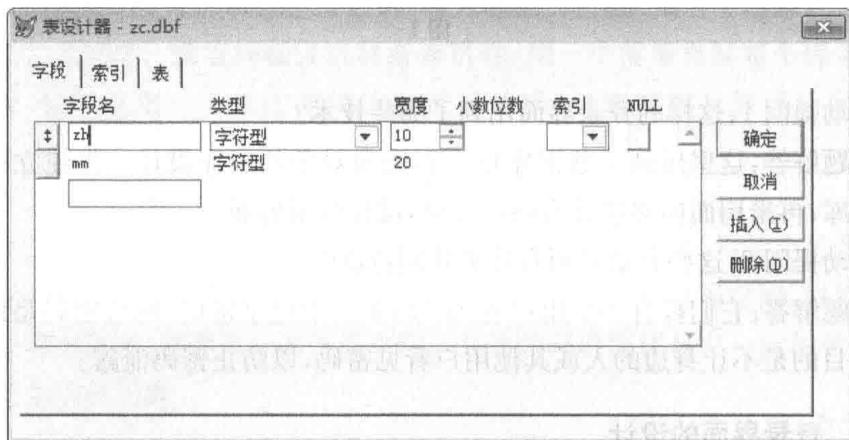 表设计器 - zc.dbf
字段 索引 表
字段名 类型 宽度 小数位数 索引 NULL
zh 字符型 10 确定
mm 字符型 20
取消
插入(I)
删除(D)